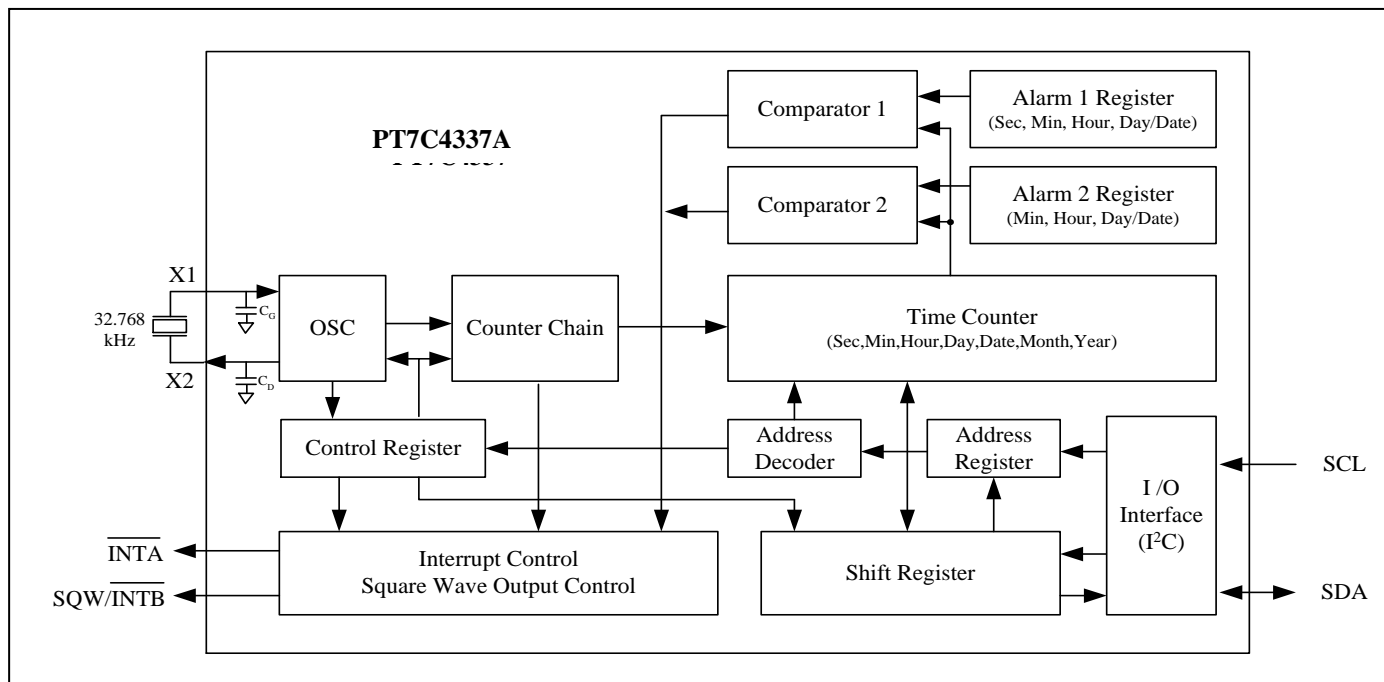 PT7C4337A
Comparator 1
Alarm 1 Register
(Sec, Min, Hour, Day/Date)
Comparator 2
Alarm 2 Register
(Min, Hour, Day/Date)
X1
C_G
32.768
kHz
OSC
Counter Chain
Time Counter
(Sec,Min,Hour,Day,Date,Month,Year)
X2
C_D
Control Register
Address
Decoder
Address
Register
SCL
I /O
Interface
(I²C)
I̅N̅T̅A̅
Interrupt Control
Square Wave Output Control
Shift Register
SQW/I̅N̅T̅B̅
SDA